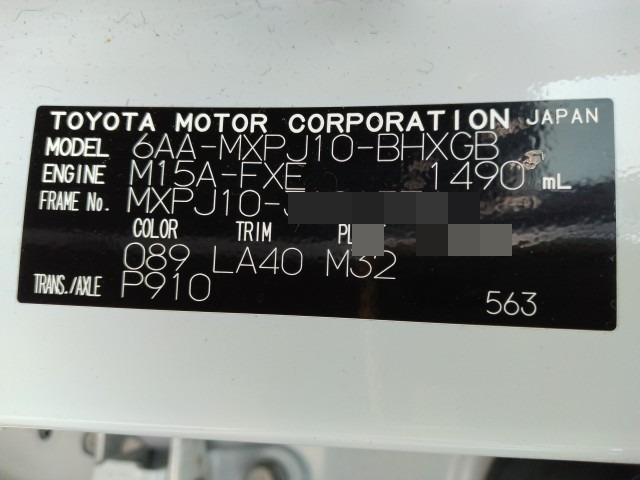 TOYOTA MOTOR CORPORATION JAPAN
MODEL 6AA-MXPJ10-BHXGB
ENGINE M15A-FXE 1490 mL
FRAME No. MXPJ10-
COLOR TRIM
089 LA40 M32
TRANS./AXLE P910
563